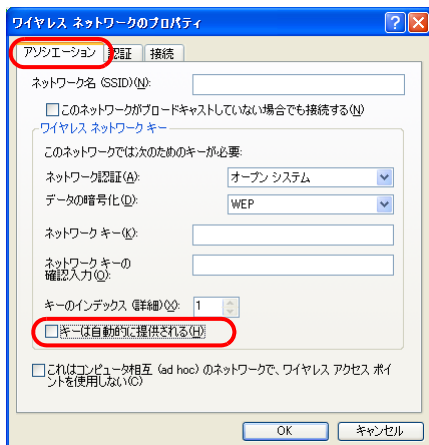 ワイヤレス ネットワークのプロパティ
アソシエーション 認証 接続
ネットワーク名 (SSID)(N):
このネットワークがブロードキャストしていない場合でも接続する(N)
ワイヤレス ネットワーク キー
このネットワークでは次のためのキーが必要:
ネットワーク認証(A): オープン システム
データの暗号化(D): WEP
ネットワーク キー(K):
ネットワーク キーの
確認入力(O):
キーのインデックス (詳細)(X): 1
キーは自動的に提供される(H)
これはコンピュータ相互 (ad hoc) のネットワークで、ワイヤレス アクセス ポイ
ントを使用しない(C)
OK キャンセル